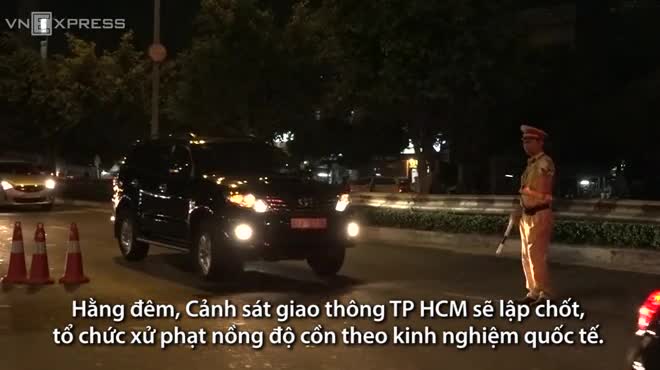 VNEXPRESS
Hằng đêm, Cảnh sát giao thông TP HCM sẽ lập chốt,
tổ chức xử phạt nồng độ cồn theo kinh nghiệm quốc tế.